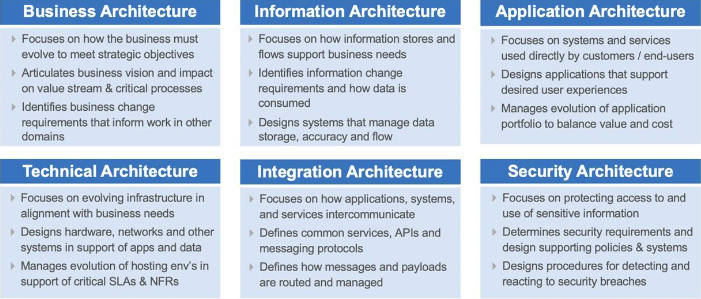 Business Architecture
Focuses on how the business must
evolve to meet strategic objectives
Articulates business vision and impact
on value stream & critical processes
Identifies business change
requirements that inform work in other
domains
Information Architecture
Focuses on how information stores and
flows support business needs
Identifies information change
requirements and how data is
consumed
Designs systems that manage data
storage, accuracy and flow
Application Architecture
Focuses on systems and services
used directly by customers / end-users
Designs applications that support
desired user experiences
Manages evolution of application
portfolio to balance value and cost
Technical Architecture
Focuses on evolving infrastructure in
alignment with business needs
Designs hardware, networks and other
systems in support of apps and data
Manages evolution of hosting env's in
support of critical SLAs & NFRs
Integration Architecture
Focuses on how applications, systems,
and services intercommunicate
Defines common services, APIs and
messaging protocols
Defines how messages and payloads
are routed and managed
Security Architecture
Focuses on protecting access to and
use of sensitive information
Determines security requirements and
design supporting policies & systems
Designs procedures for detecting and
reacting to security breaches